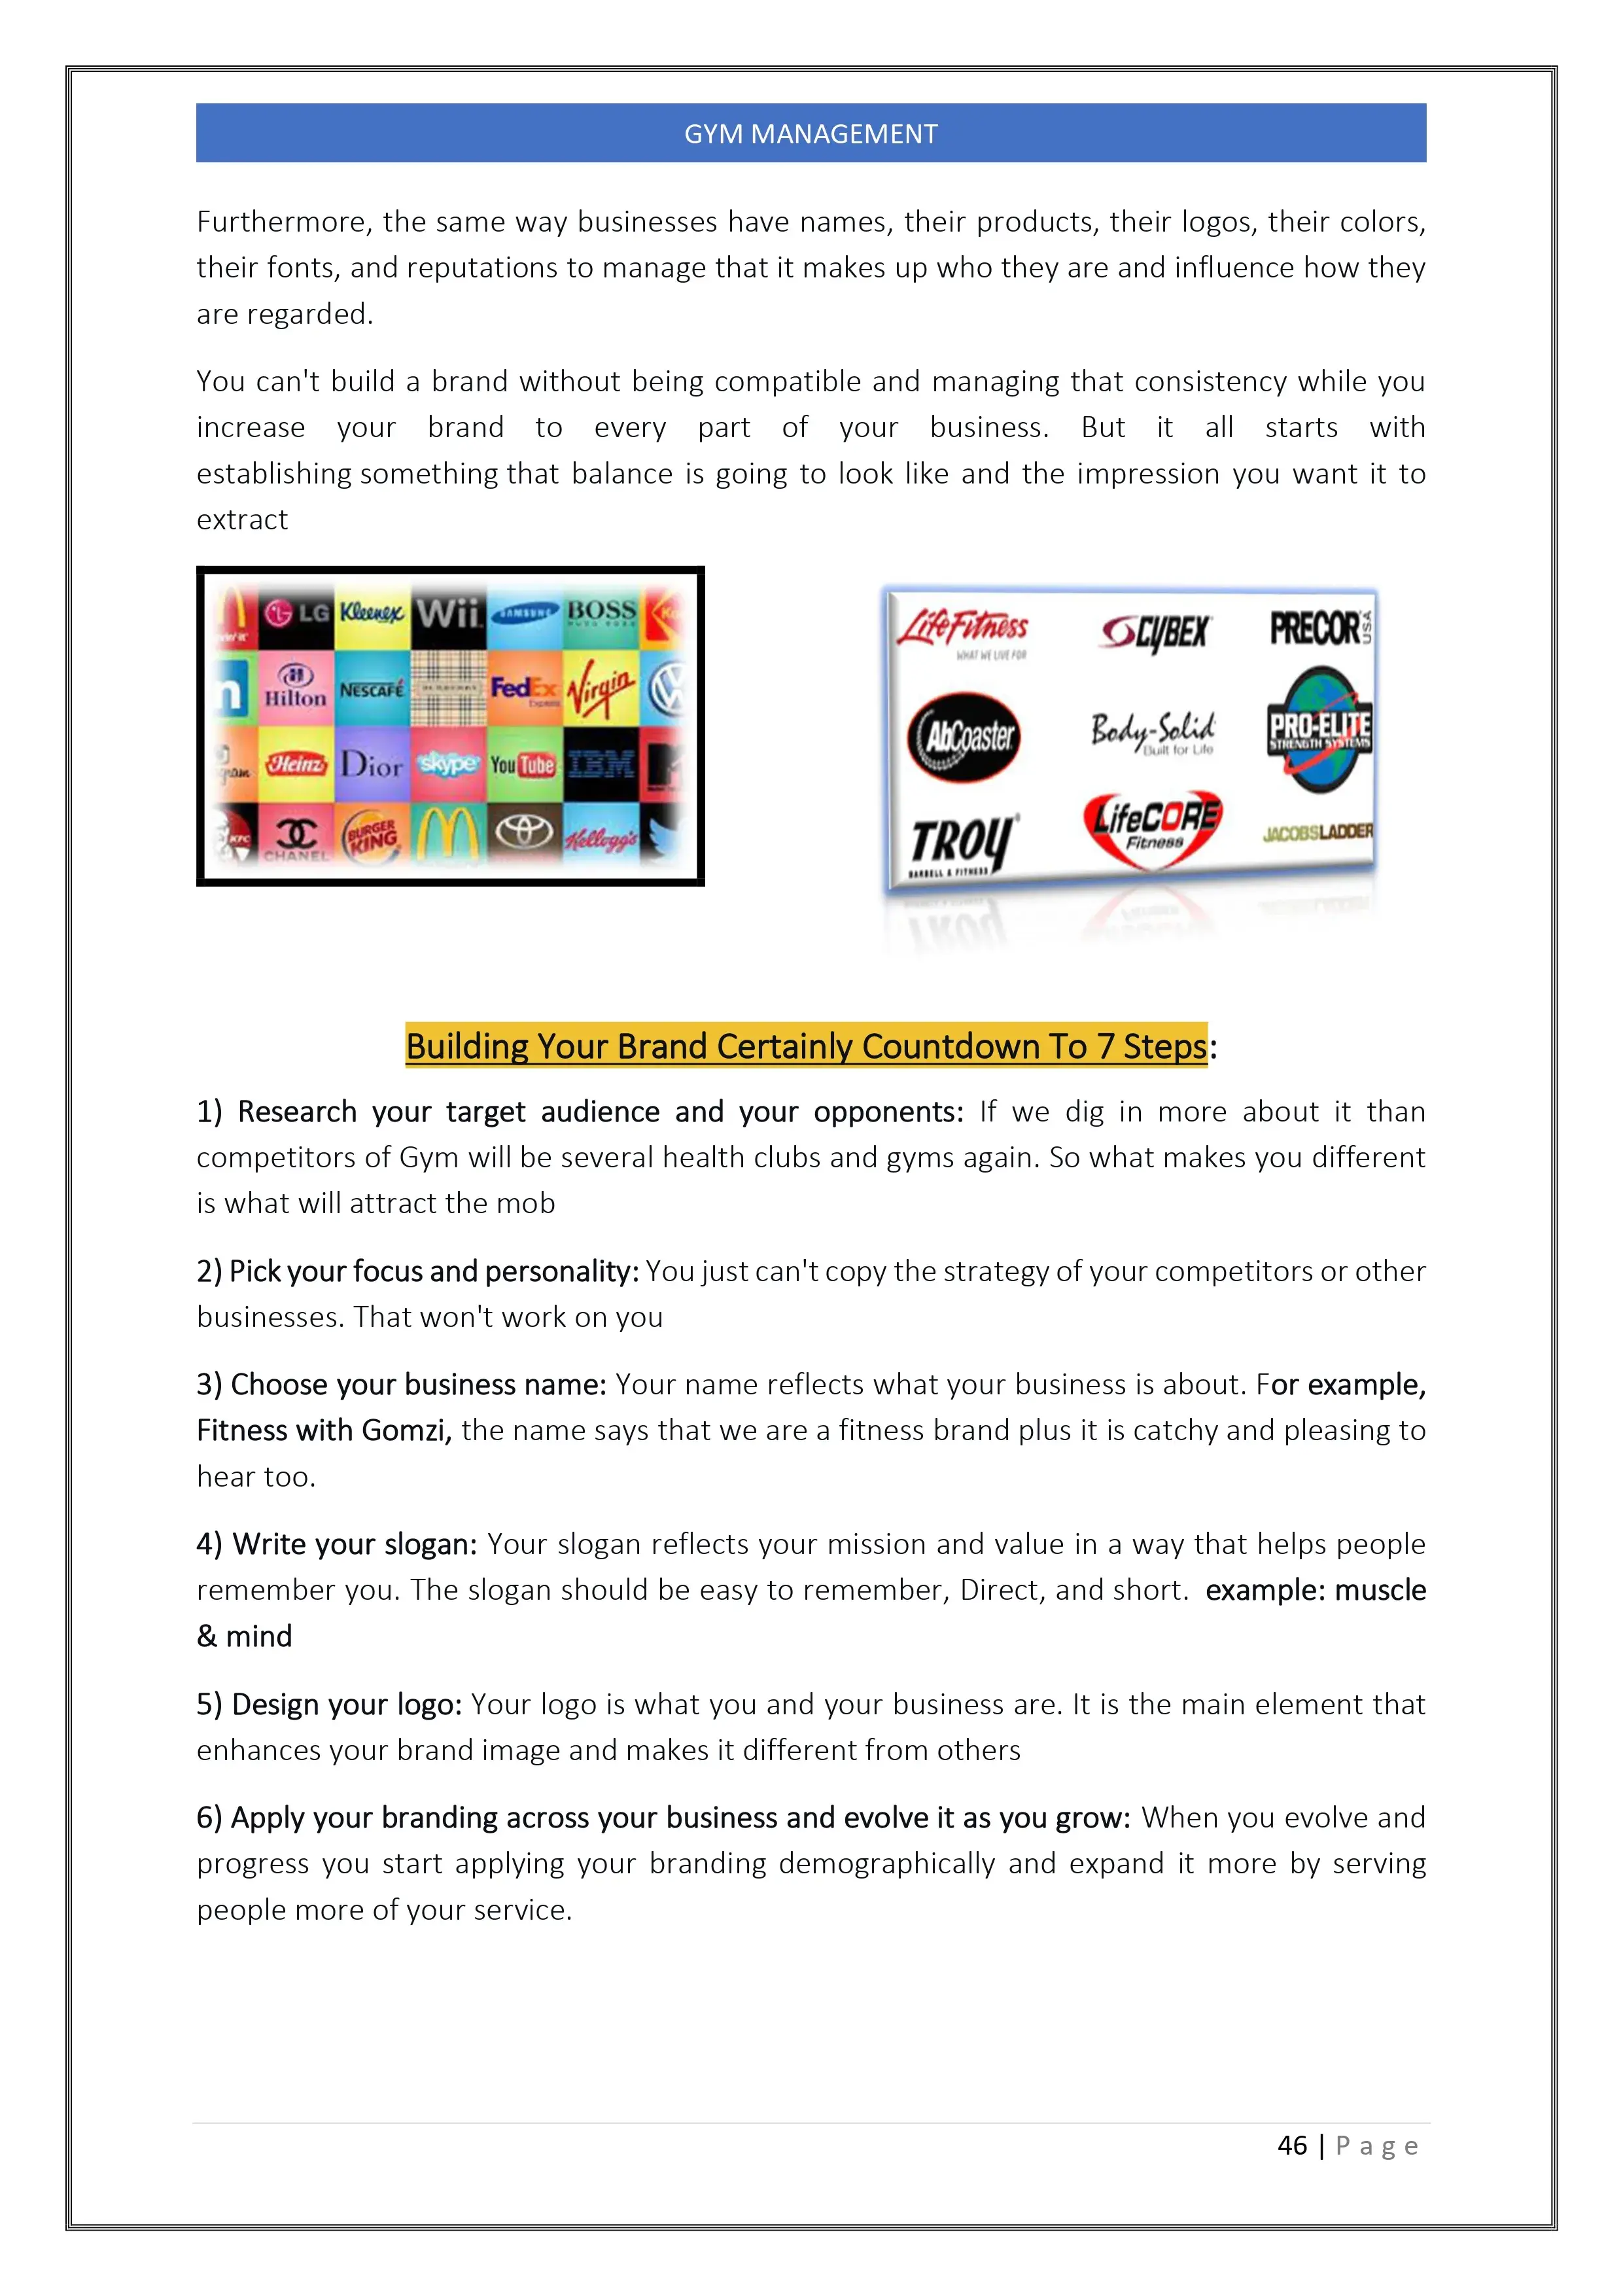 GYM MANAGEMENT
Furthermore, the same way businesses have names, their products, their logos, their colors,
their fonts, and reputations to manage that it makes up who they are and influence how they
are regarded.
You can't build a brand without being compatible and managing that consistency while you
increase your brand to every part of your business. But it all starts with
establishing something that balance is going to look like and the impression you want it to
extract
LG Kleenex Wii SAMSUNG BOSS
Hilton NESCAFÉ FedEx Express Virgin
Heinz Dior skype YouTube IBM
KFC CHANEL BURGER KING TOYOTA Kellogg's
LifeFitness
WHAT WE LIVE FOR
CYBEX
PRECOR USA
AbCoaster
Body-Solid
Built for Life
PRO-ELITE
STRENGTH SYSTEMS
TROY
BARBELL & FITNESS
LifeCORE
Fitness
JACOBSLADDER
Building Your Brand Certainly Countdown To 7 Steps:
1) Research your target audience and your opponents: If we dig in more about it than
competitors of Gym will be several health clubs and gyms again. So what makes you different
is what will attract the mob
2) Pick your focus and personality: You just can't copy the strategy of your competitors or other
businesses. That won't work on you
3) Choose your business name: Your name reflects what your business is about. For example,
Fitness with Gomzi, the name says that we are a fitness brand plus it is catchy and pleasing to
hear too.
4) Write your slogan: Your slogan reflects your mission and value in a way that helps people
remember you. The slogan should be easy to remember, Direct, and short. example: muscle
& mind
5) Design your logo: Your logo is what you and your business are. It is the main element that
enhances your brand image and makes it different from others
6) Apply your branding across your business and evolve it as you grow: When you evolve and
progress you start applying your branding demographically and expand it more by serving
people more of your service.
46 | Page